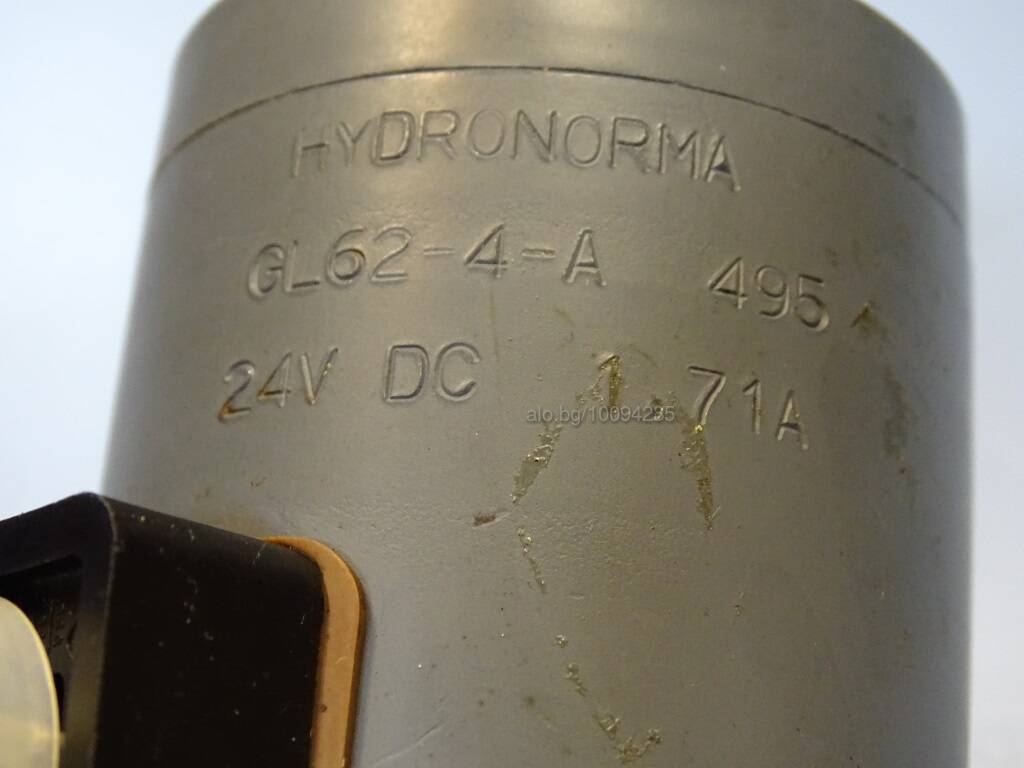 HYDRONORMA
GL62-4-A 495
24V DC 1.71A
alo.bg/10094235